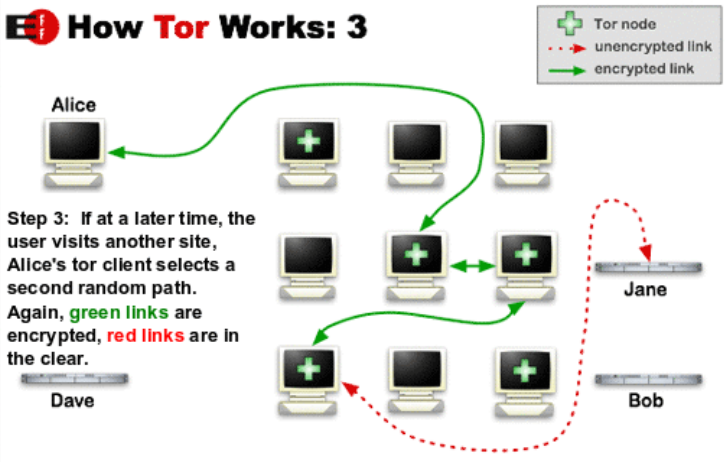 EFF How Tor Works: 3
Tor node
unencrypted link
encrypted link
Alice
Step 3: If at a later time, the
user visits another site,
Alice's tor client selects a
second random path.
Again, green links are
encrypted, red links are in
the clear.
Jane
Dave
Bob